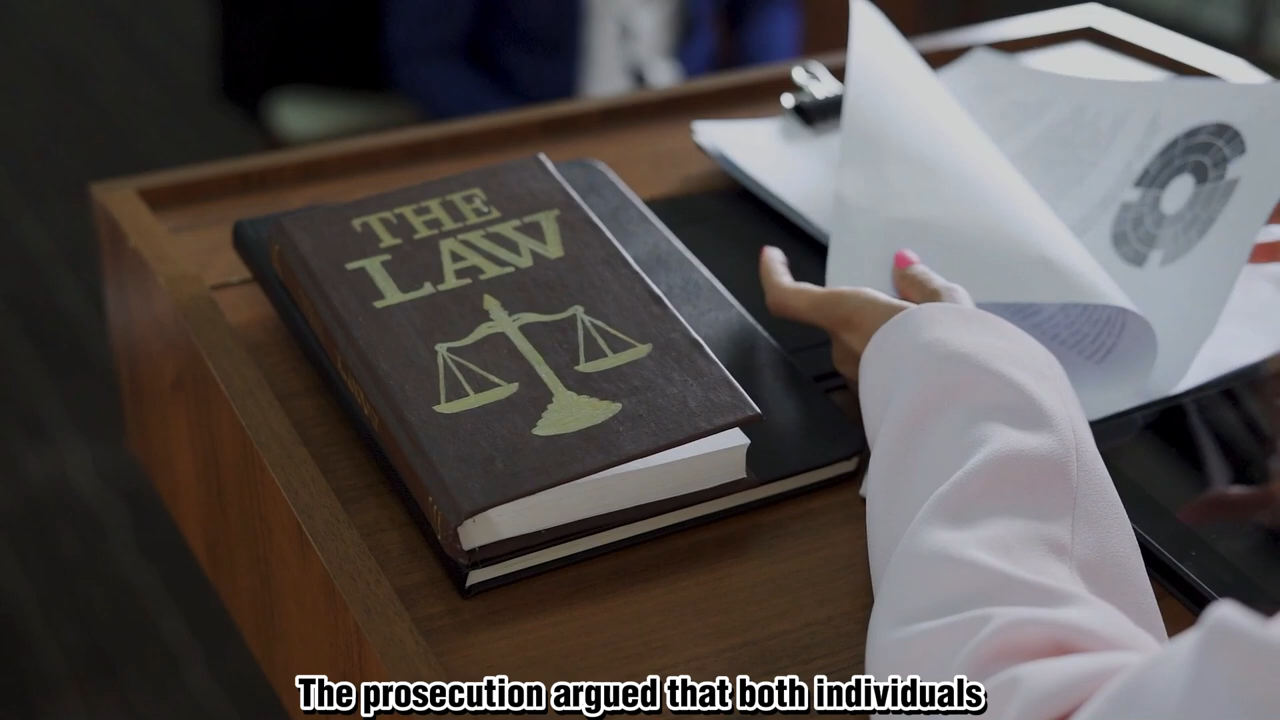 THE
LAW
The prosecution argued that both individuals